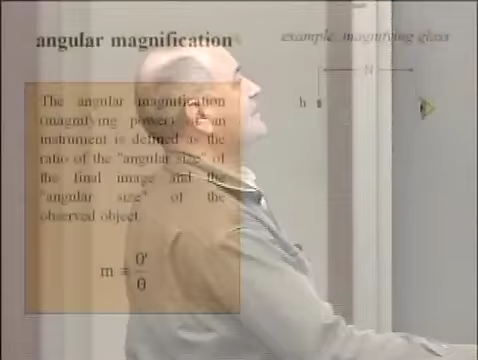 angular magnification
example: magnifying glass
N
h
The angular magnification
(magnifying power) of an
instrument is defined as the
ratio of the "angular size" of
the final image and the
"angular size" of the
observed object.
m ≡ θ'
θ